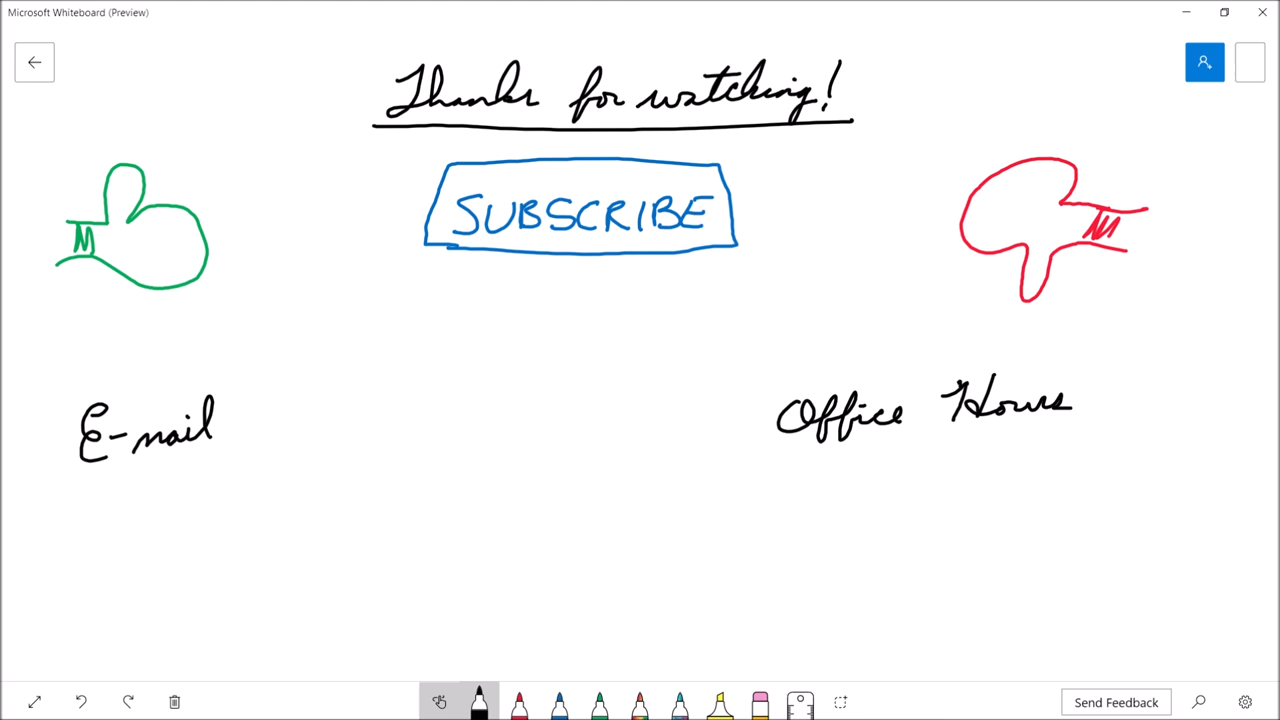 Microsoft Whiteboard (Preview)
Thanks for watching!
SUBSCRIBE
E-mail
Office Hours
Send Feedback